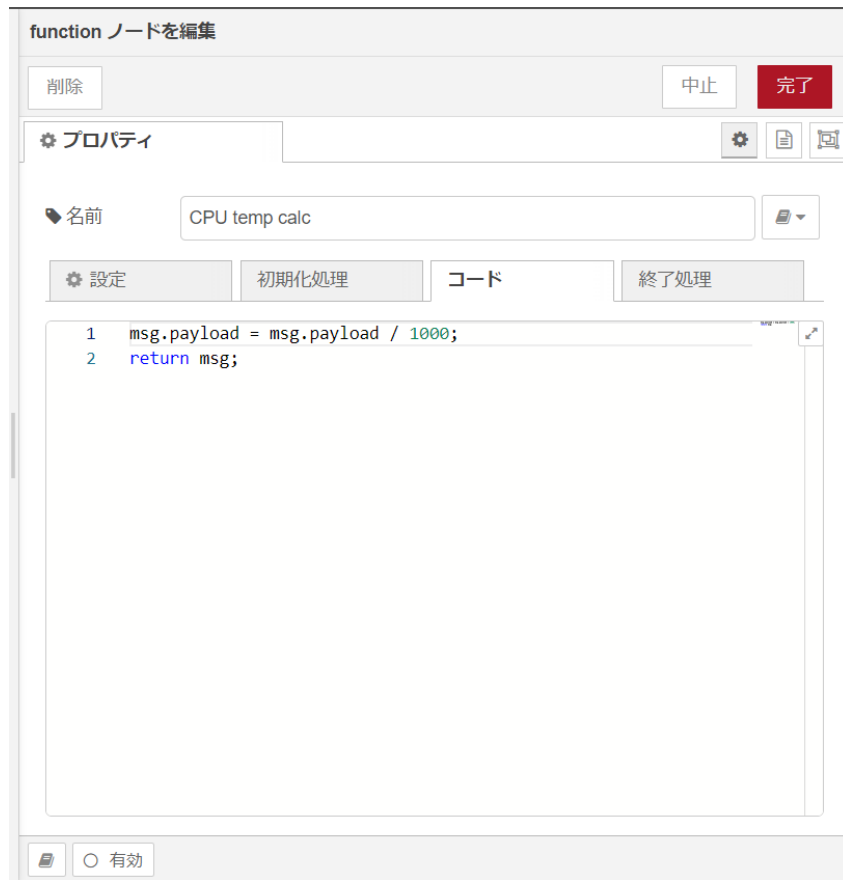 function ノードを編集
削除
中止
完了
プロパティ
名前
CPU temp calc
設定
初期化処理
コード
終了処理
1 msg.payload = msg.payload / 1000;
2 return msg;
有効